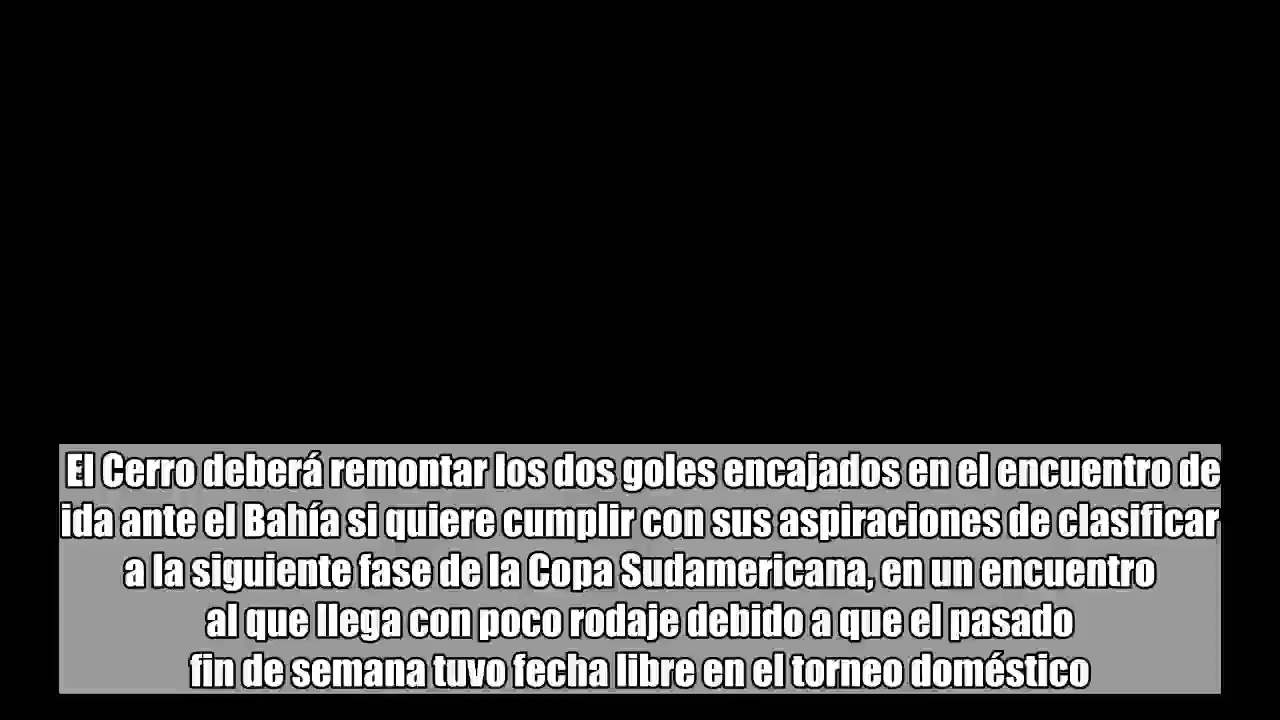 El Cerro deberá remontar los dos goles encajados en el encuentro de
ida ante el Bahía si quiere cumplir con sus aspiraciones de clasificar
a la siguiente fase de la Copa Sudamericana, en un encuentro
al que llega con poco rodaje debido a que el pasado
fin de semana tuvo fecha libre en el torneo doméstico